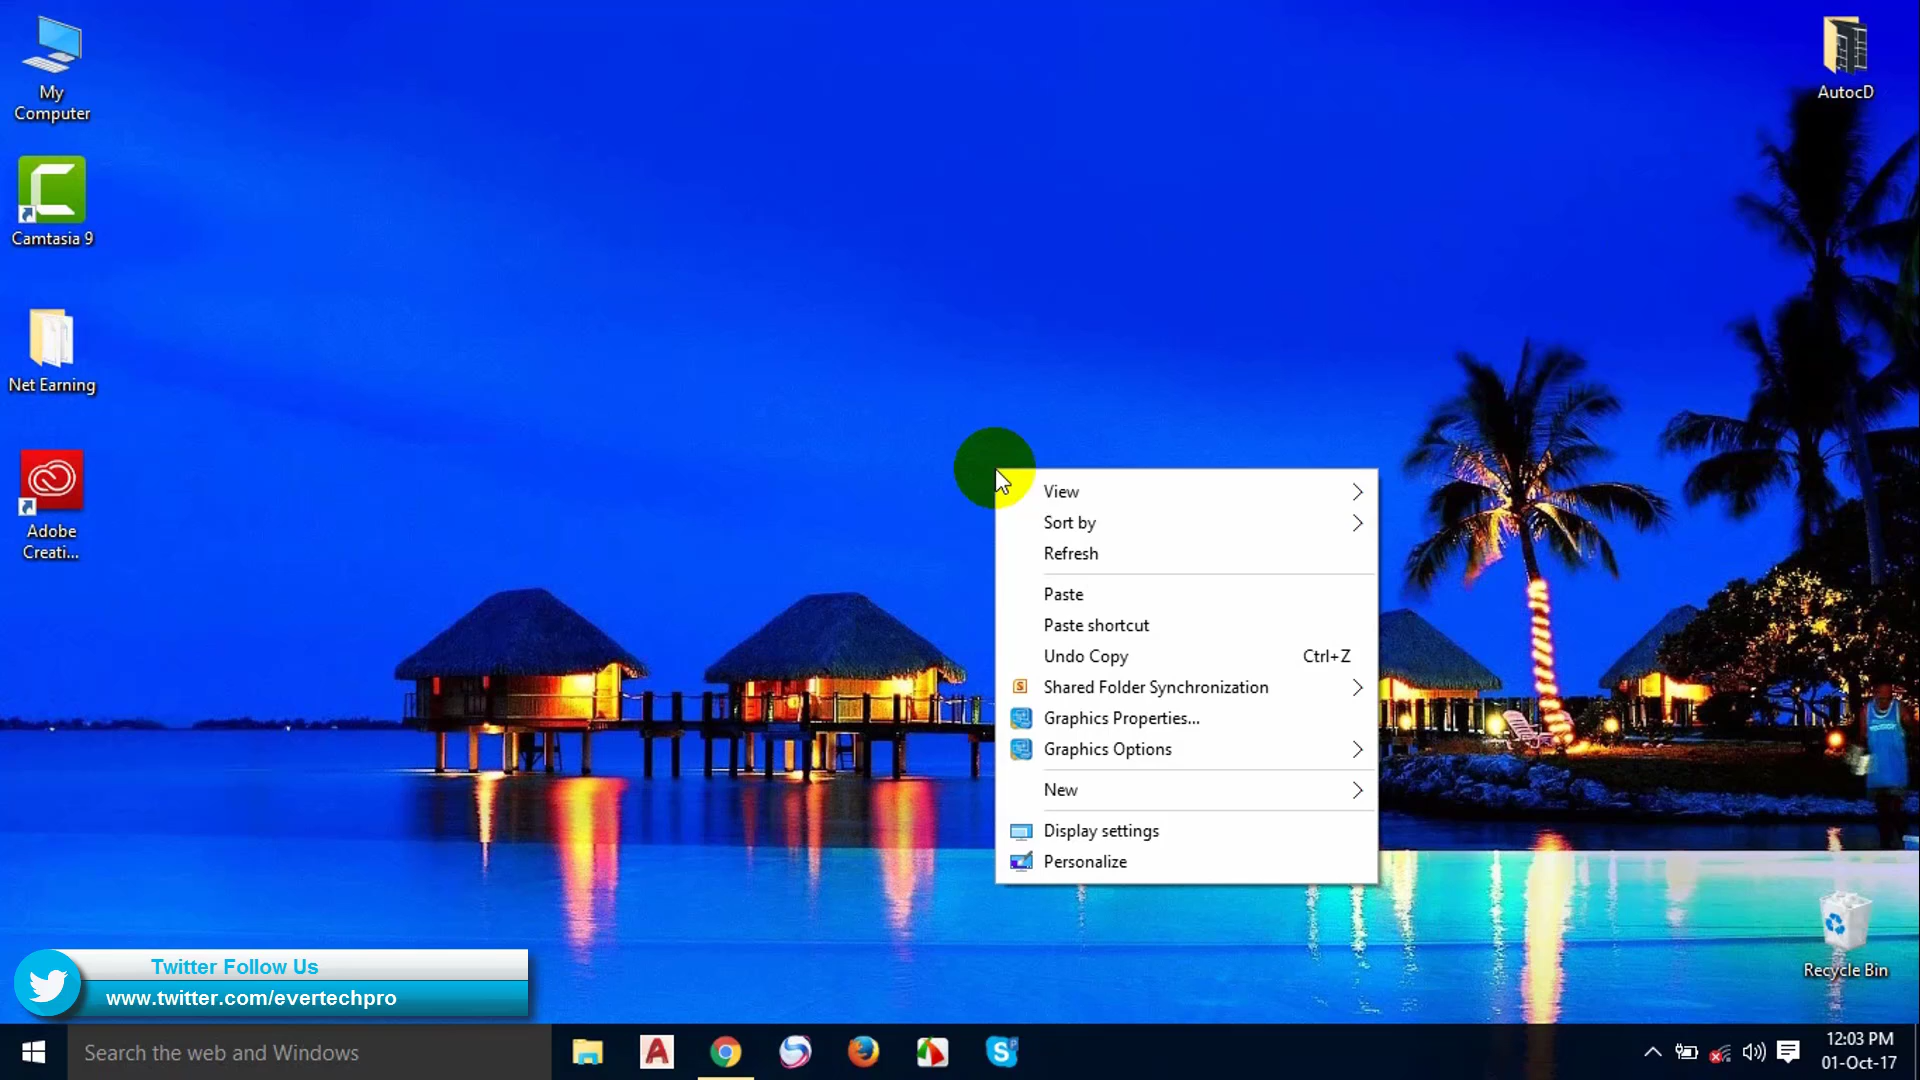 My
Computer
AutocD
Camtasia 9
Net Earning
Adobe
Creati...
View
Sort by
Refresh
Paste
Paste shortcut
Undo Copy Ctrl+Z
S Shared Folder Synchronization
Graphics Properties...
Graphics Options
New
Display settings
Personalize
Recycle Bin
Twitter Follow Us
www.twitter.com/evertechpro
Search the web and Windows
12:03 PM
01-Oct-17